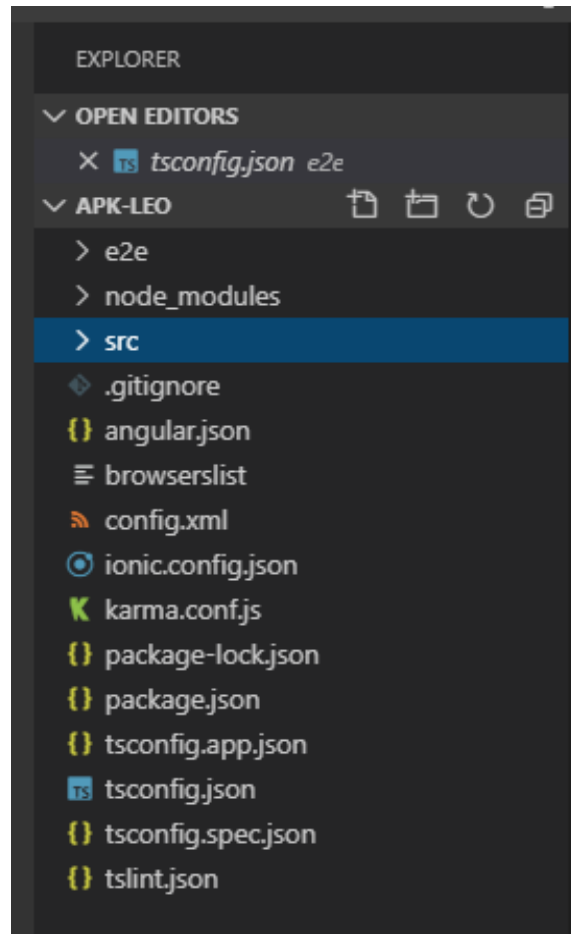 EXPLORER
OPEN EDITORS
TS tsconfig.json e2e
APK-LEO
e2e
node_modules
src
.gitignore
{} angular.json
browserslist
config.xml
ionic.config.json
karma.conf.js
{} package-lock.json
{} package.json
{} tsconfig.app.json
TS tsconfig.json
{} tsconfig.spec.json
{} tslint.json